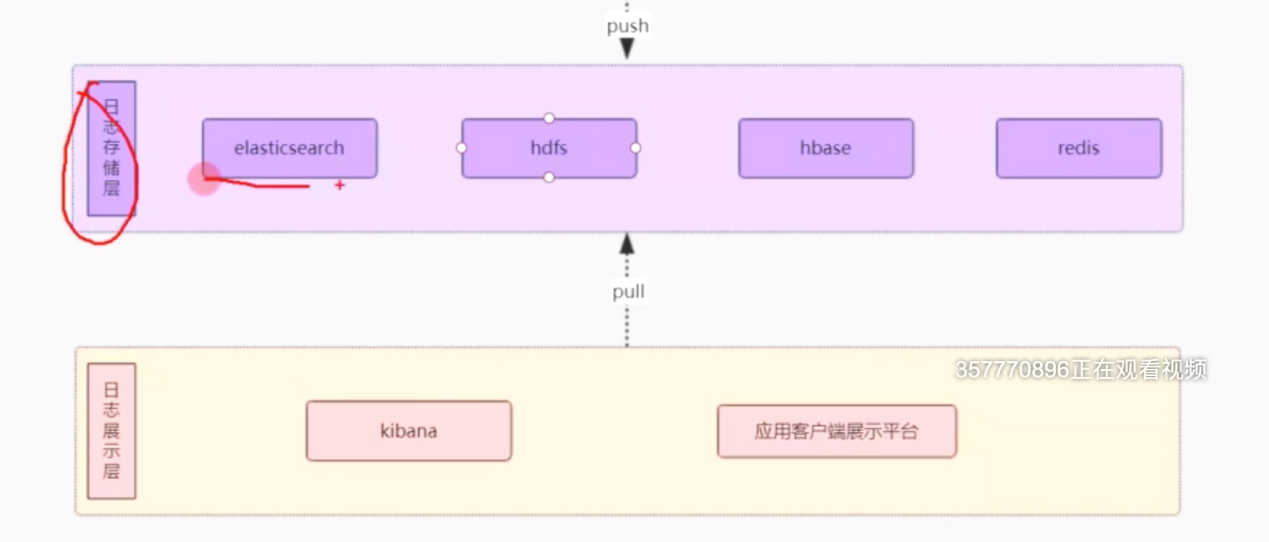 push
日志存储层
elasticsearch
hdfs
hbase
redis
pull
357770896正在观看视频
日志展示层
kibana
应用客户端展示平台